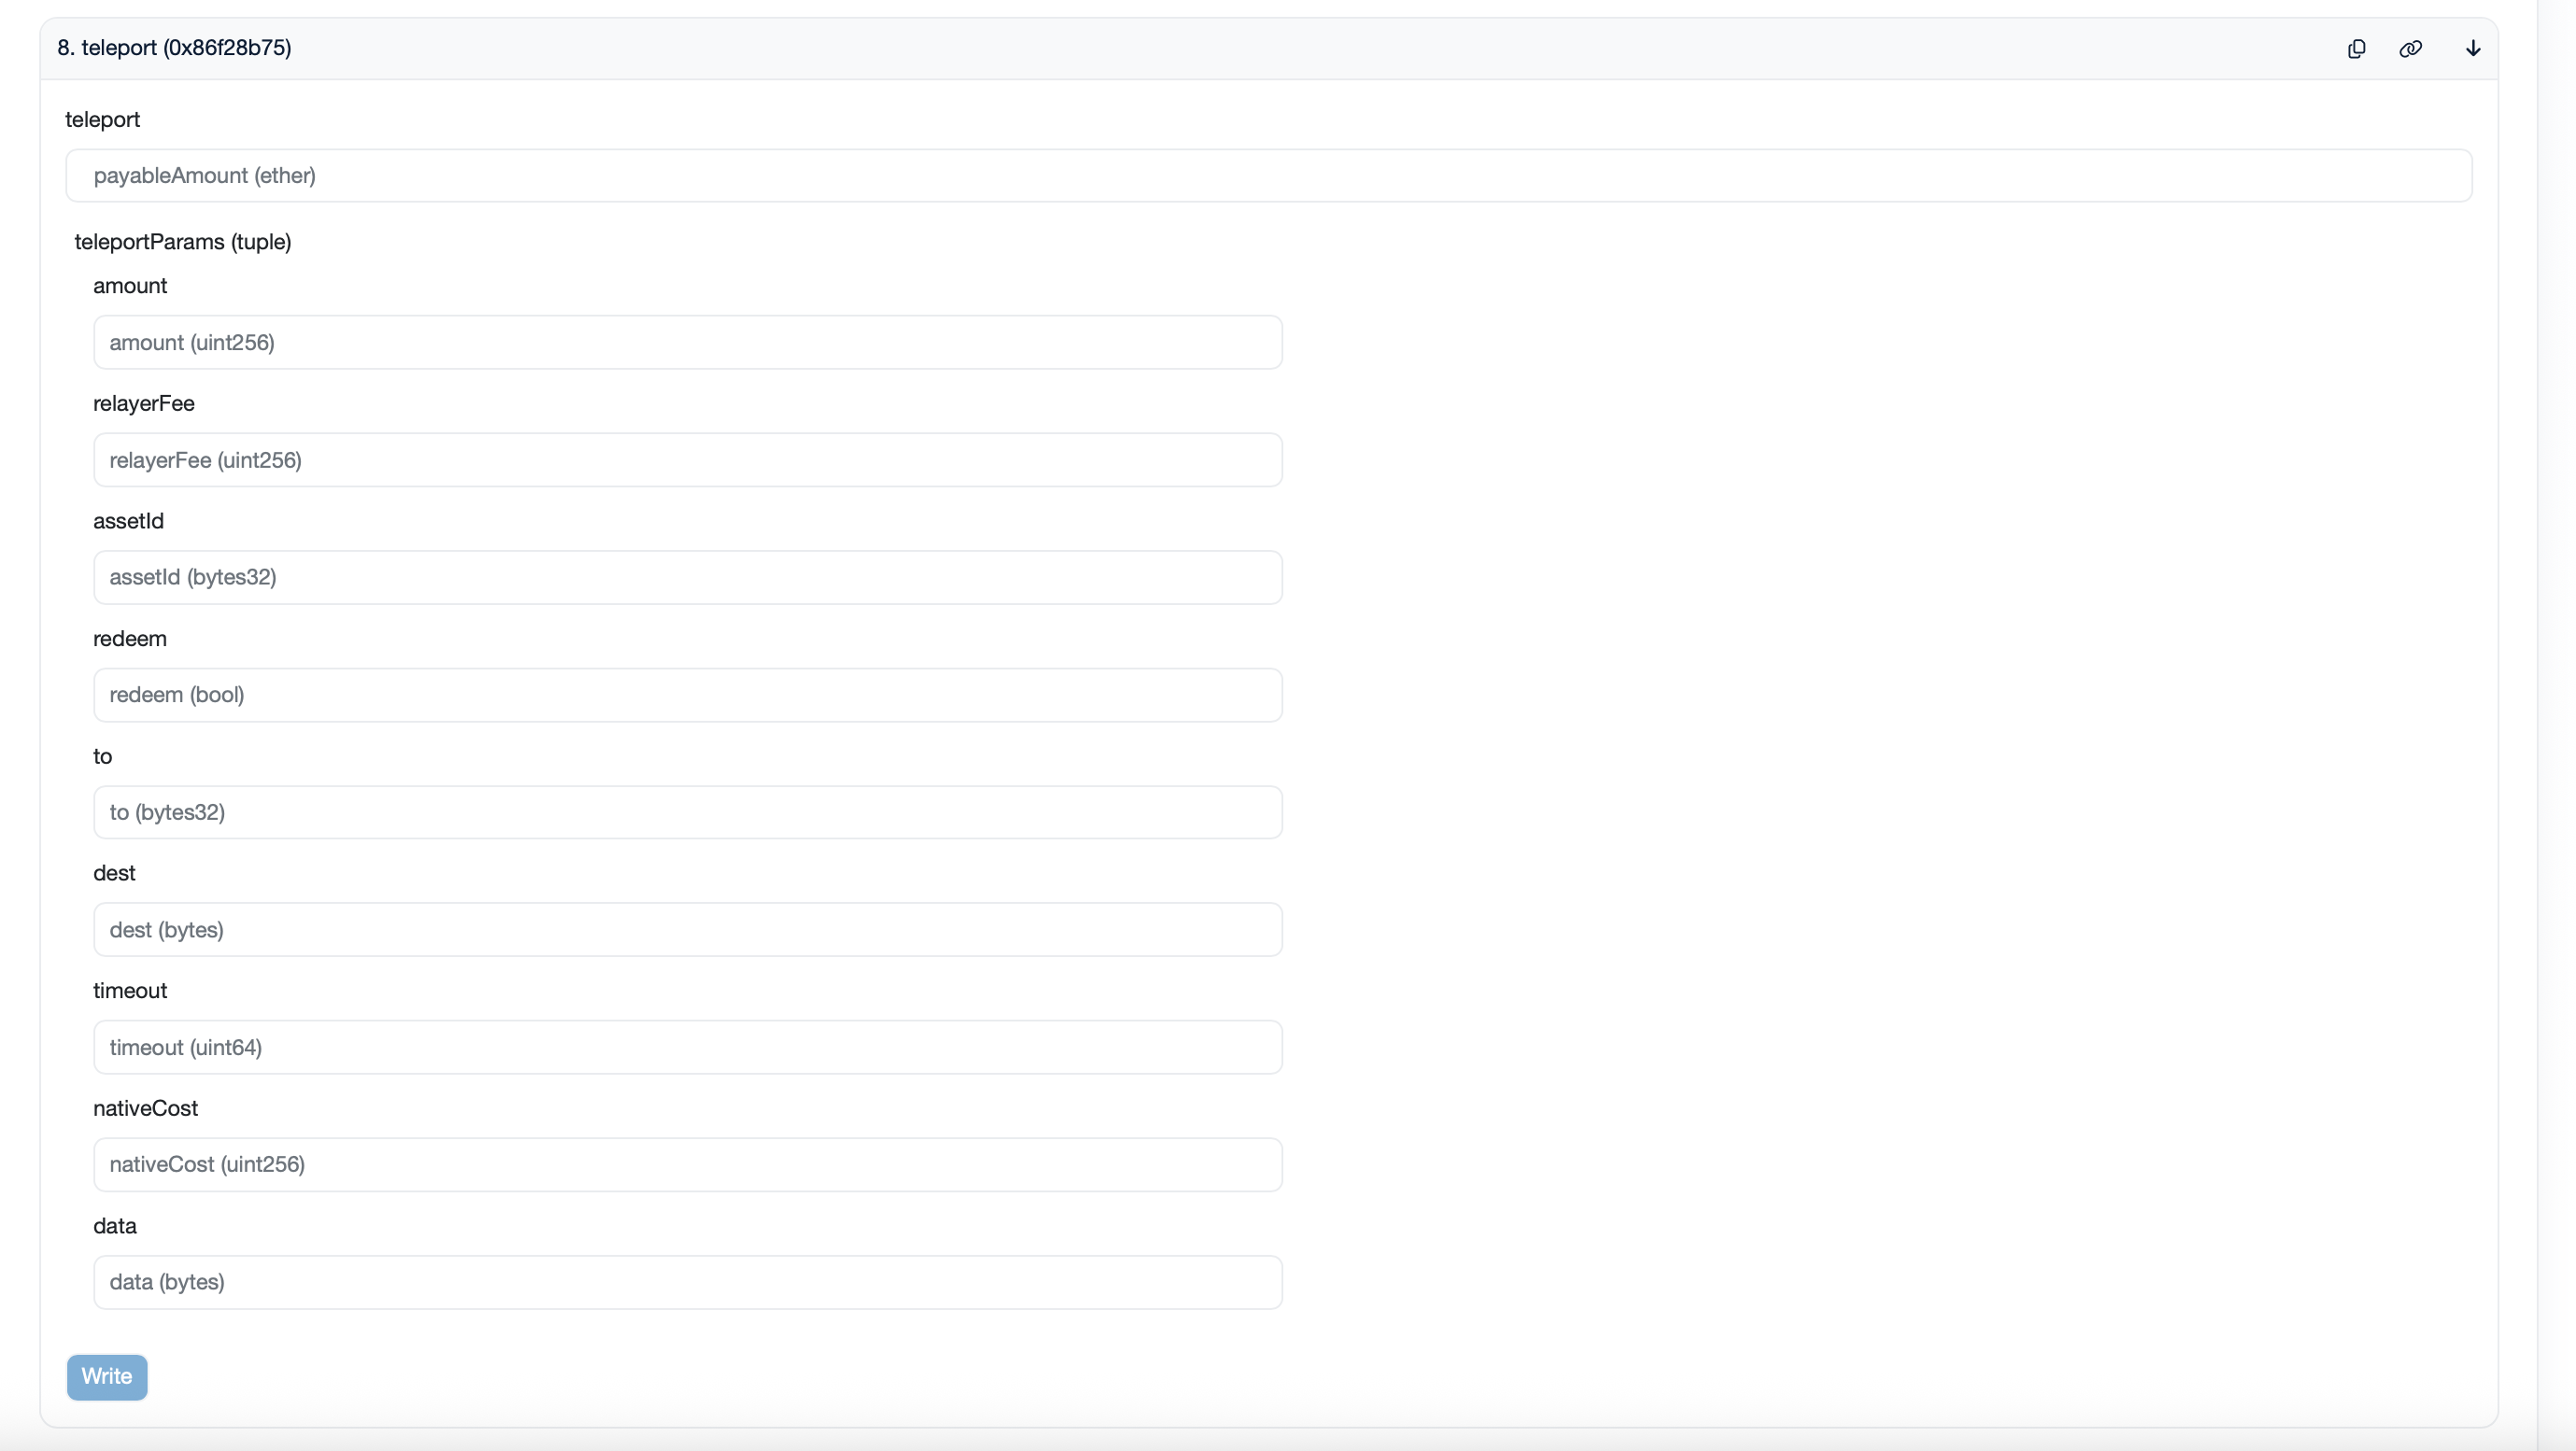 8. teleport (0x86f28b75)
teleport
payableAmount (ether)
teleportParams (tuple)
amount
amount (uint256)
relayerFee
relayerFee (uint256)
assetId
assetId (bytes32)
redeem
redeem (bool)
to
to (bytes32)
dest
dest (bytes)
timeout
timeout (uint64)
nativeCost
nativeCost (uint256)
data
data (bytes)
Write